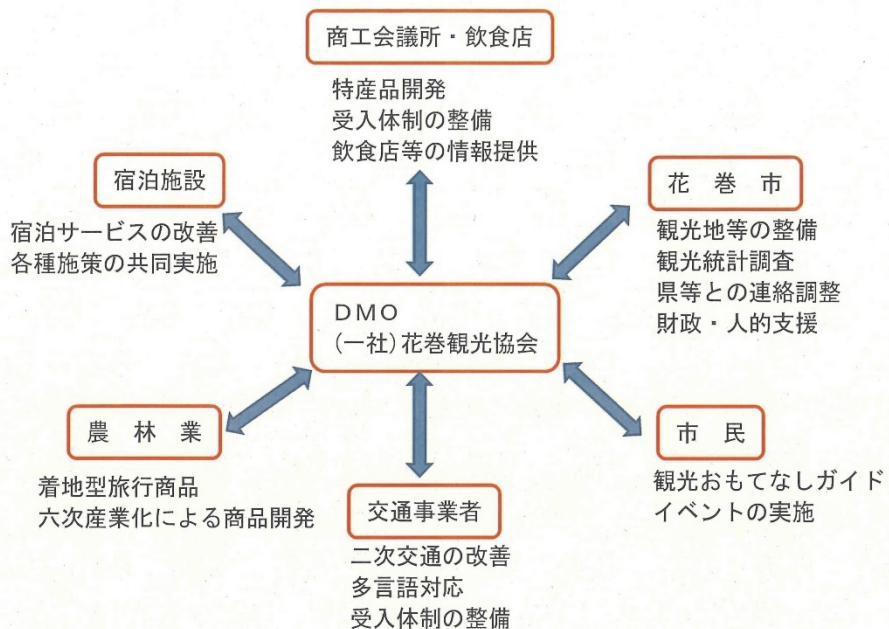 商工会議所・飲食店
特産品開発
受入体制の整備
飲食店等の情報提供
宿泊施設
宿泊サービスの改善
各種施策の共同実施
花 巻 市
観光地等の整備
観光統計調査
県等との連絡調整
財政・人的支援
DMO
(一社)花巻観光協会
農 林 業
着地型旅行商品
六次産業化による商品開発
交通事業者
二次交通の改善
多言語対応
受入体制の整備
市 民
観光おもてなしガイド
イベントの実施